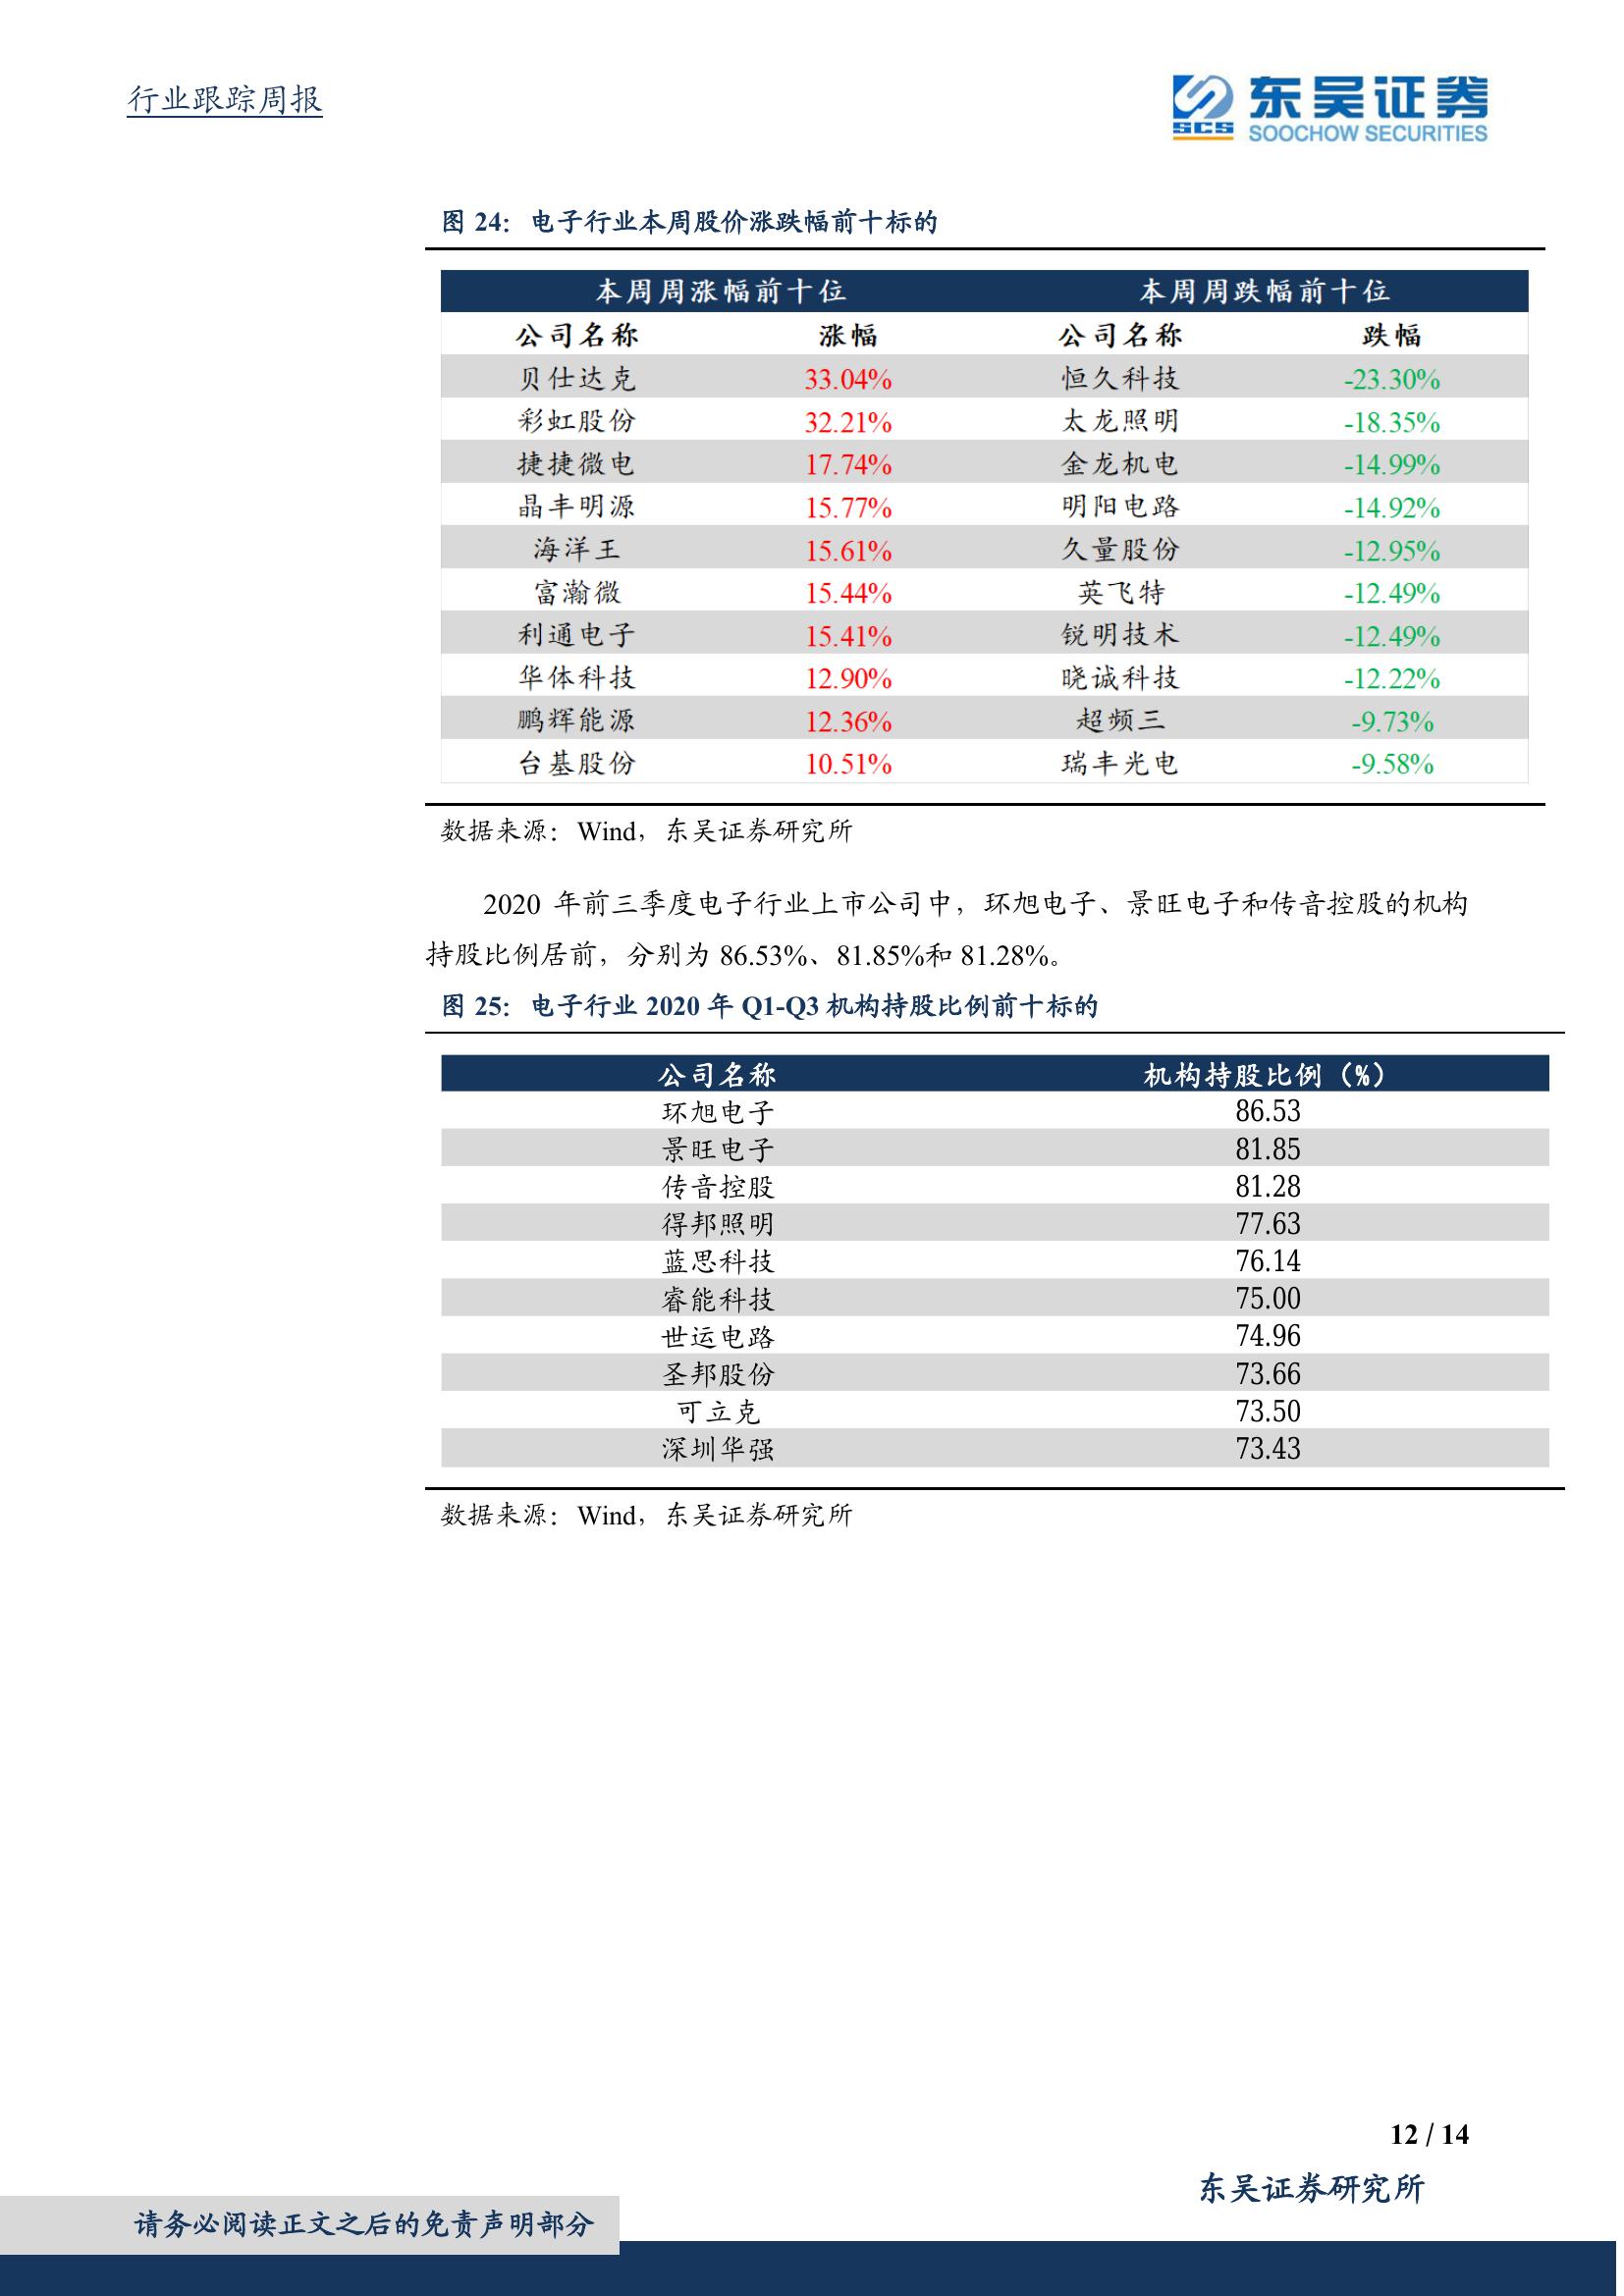 行业跟踪周报
东吴证券
SCS
SOOCHOW SECURITIES
图 24：电子行业本周股价涨跌幅前十标的
本周周涨幅前十位 本周周跌幅前十位
公司名称 涨幅 公司名称 跌幅
贝仕达克 33.04% 恒久科技 -23.30%
彩虹股份 32.21% 太龙照明 -18.35%
捷捷微电 17.74% 金龙机电 -14.99%
晶丰明源 15.77% 明阳电路 -14.92%
海洋王 15.61% 久量股份 -12.95%
富瀚微 15.44% 英飞特 -12.49%
利通电子 15.41% 锐明技术 -12.49%
华体科技 12.90% 晓诚科技 -12.22%
鹏辉能源 12.36% 超频三 -9.73%
台基股份 10.51% 瑞丰光电 -9.58%
数据来源：Wind，东吴证券研究所
2020 年前三季度电子行业上市公司中，环旭电子、景旺电子和传音控股的机构
持股比例居前，分别为 86.53%、81.85%和 81.28%。
图 25：电子行业 2020 年 Q1-Q3 机构持股比例前十标的
公司名称 机构持股比例（%）
环旭电子 86.53
景旺电子 81.85
传音控股 81.28
得邦照明 77.63
蓝思科技 76.14
睿能科技 75.00
世运电路 74.96
圣邦股份 73.66
可立克 73.50
深圳华强 73.43
数据来源：Wind，东吴证券研究所
12 / 14
东吴证券研究所
请务必阅读正文之后的免责声明部分